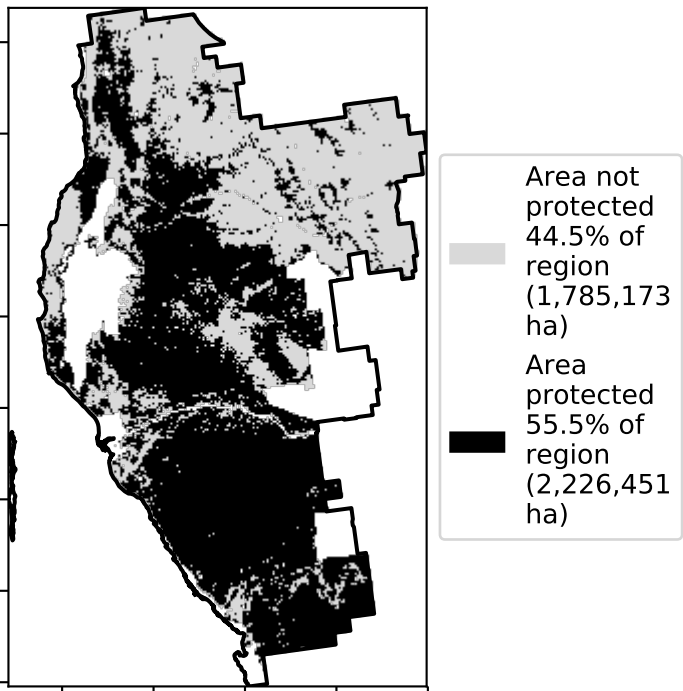 Area not
protected
44.5% of
region
(1,785,173
ha)
Area
protected
55.5% of
region
(2,226,451
ha)